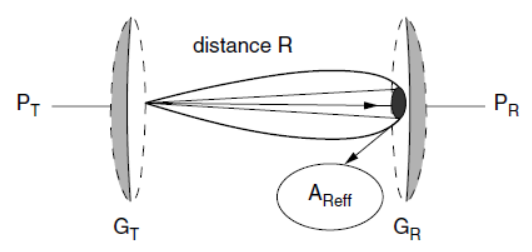 distance R
P_T
P_R
A_Reff
G_T
G_R